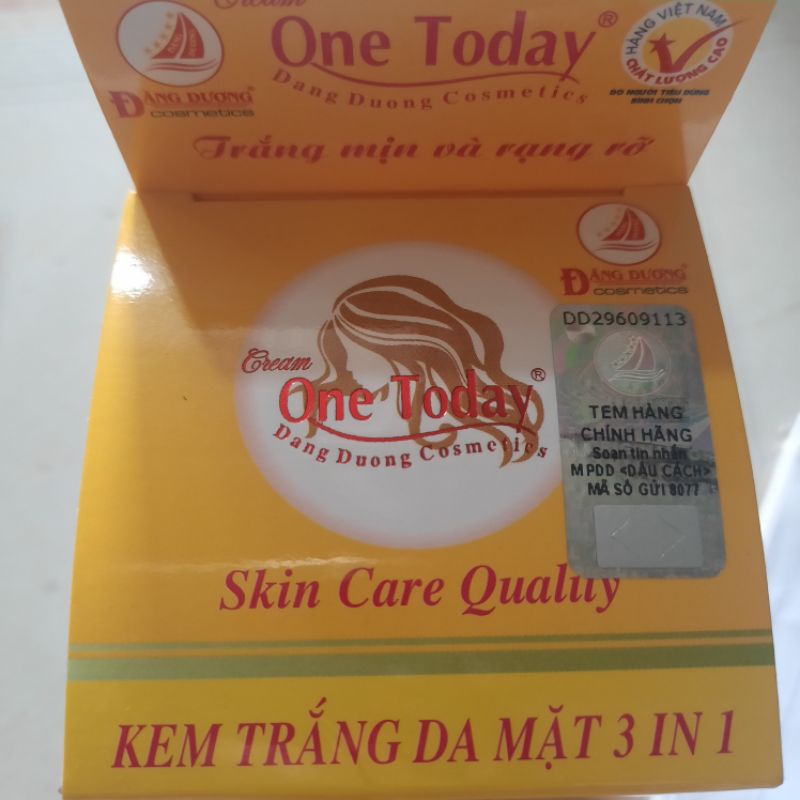 Cream
One Today®
Dang Duong Cosmetics
ĐĂNG DƯƠNG
cosmetics
HÀNG VIỆT NAM
CHẤT LƯỢNG CAO
DO NGƯỜI TIÊU DÙNG
BÌNH CHỌN
Trắng mịn và rạng rỡ
ĐĂNG DƯƠNG
cosmetics
DD29609113
TEM HÀNG
CHÍNH HÃNG
Soạn tin nhắn
MPDD <DẤU CÁCH>
MÃ SỐ GỬI 8077
Cream
One Today®
Dang Duong Cosmetics
Skin Care Quality
KEM TRẮNG DA MẶT 3 IN 1